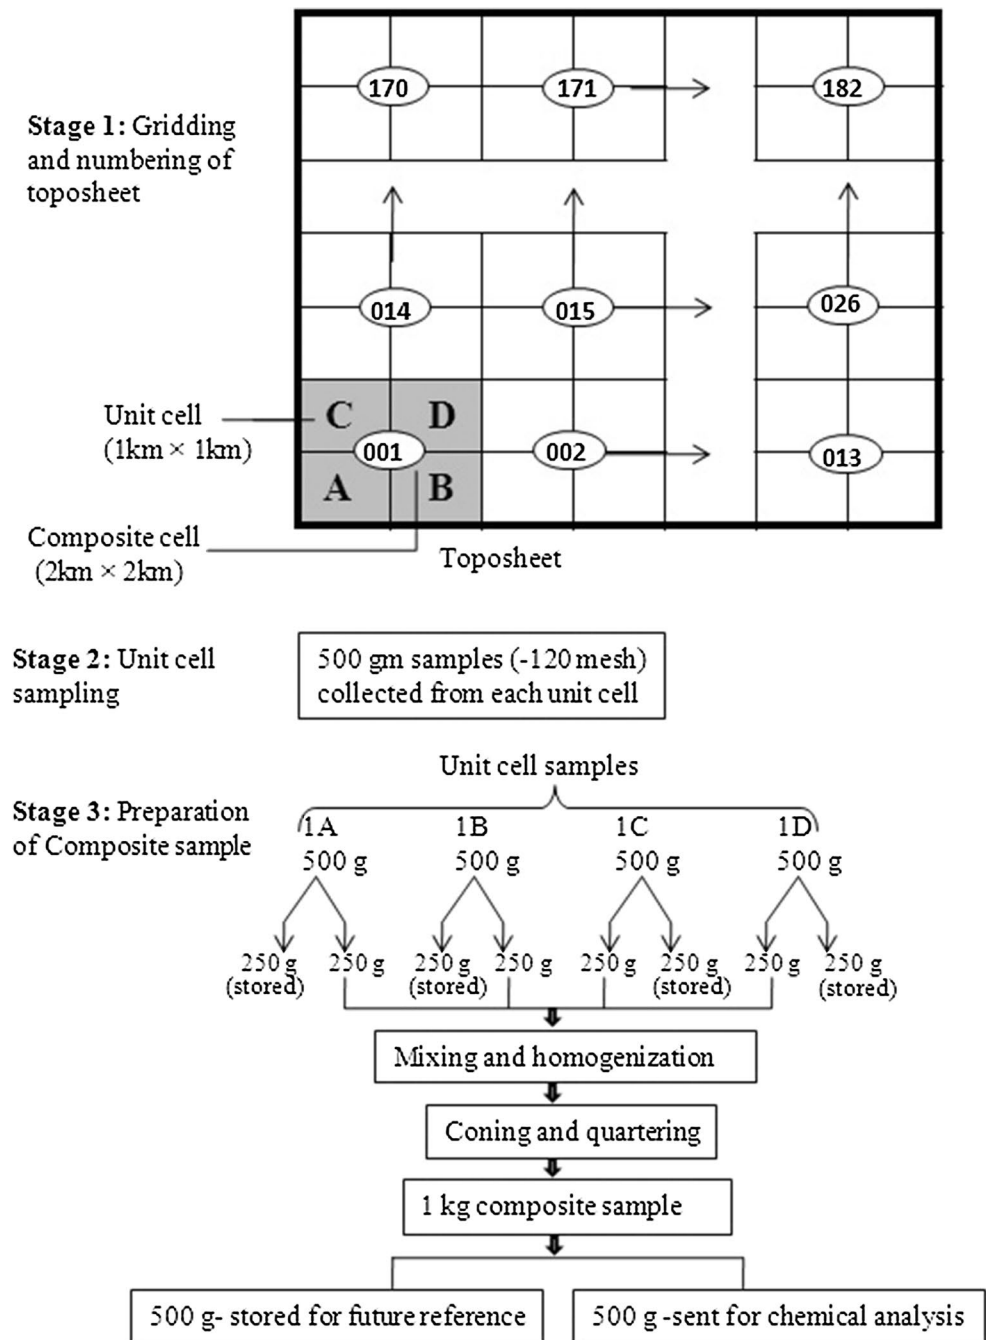 170
171
182
Stage 1: Gridding
and numbering of
toposheet
014
015
026
Unit cell
(1km × 1km)
C
D
001
002
013
A
B
Composite cell
(2km × 2km)
Toposheet
Stage 2: Unit cell
sampling
500 gm samples (-120 mesh)
collected from each unit cell
Unit cell samples
Stage 3: Preparation
of Composite sample
1A
1B
1C
1D
500 g
500 g
500 g
500 g
250 g
(stored)
250 g
250 g
(stored)
250 g
250 g
250 g
(stored)
250 g
250 g
(stored)
Mixing and homogenization
Coning and quartering
1 kg composite sample
500 g- stored for future reference
500 g -sent for chemical analysis